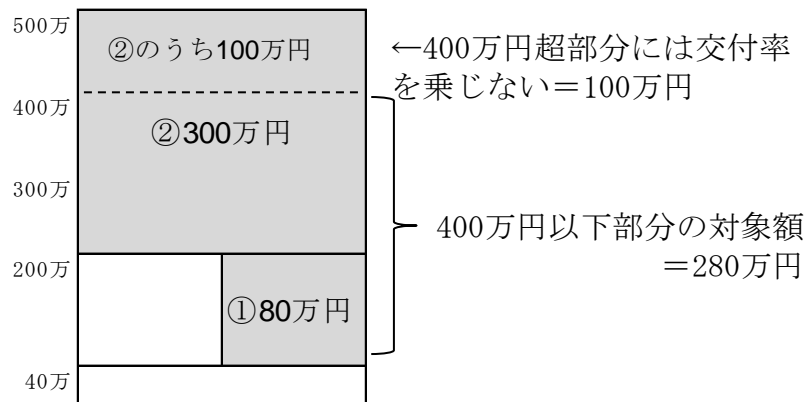 500万
②のうち100万円
←400万円超部分には交付率
を乗じない＝100万円
400万
②300万円
300万
400万円以下部分の対象額
＝280万円
200万
①80万円
40万